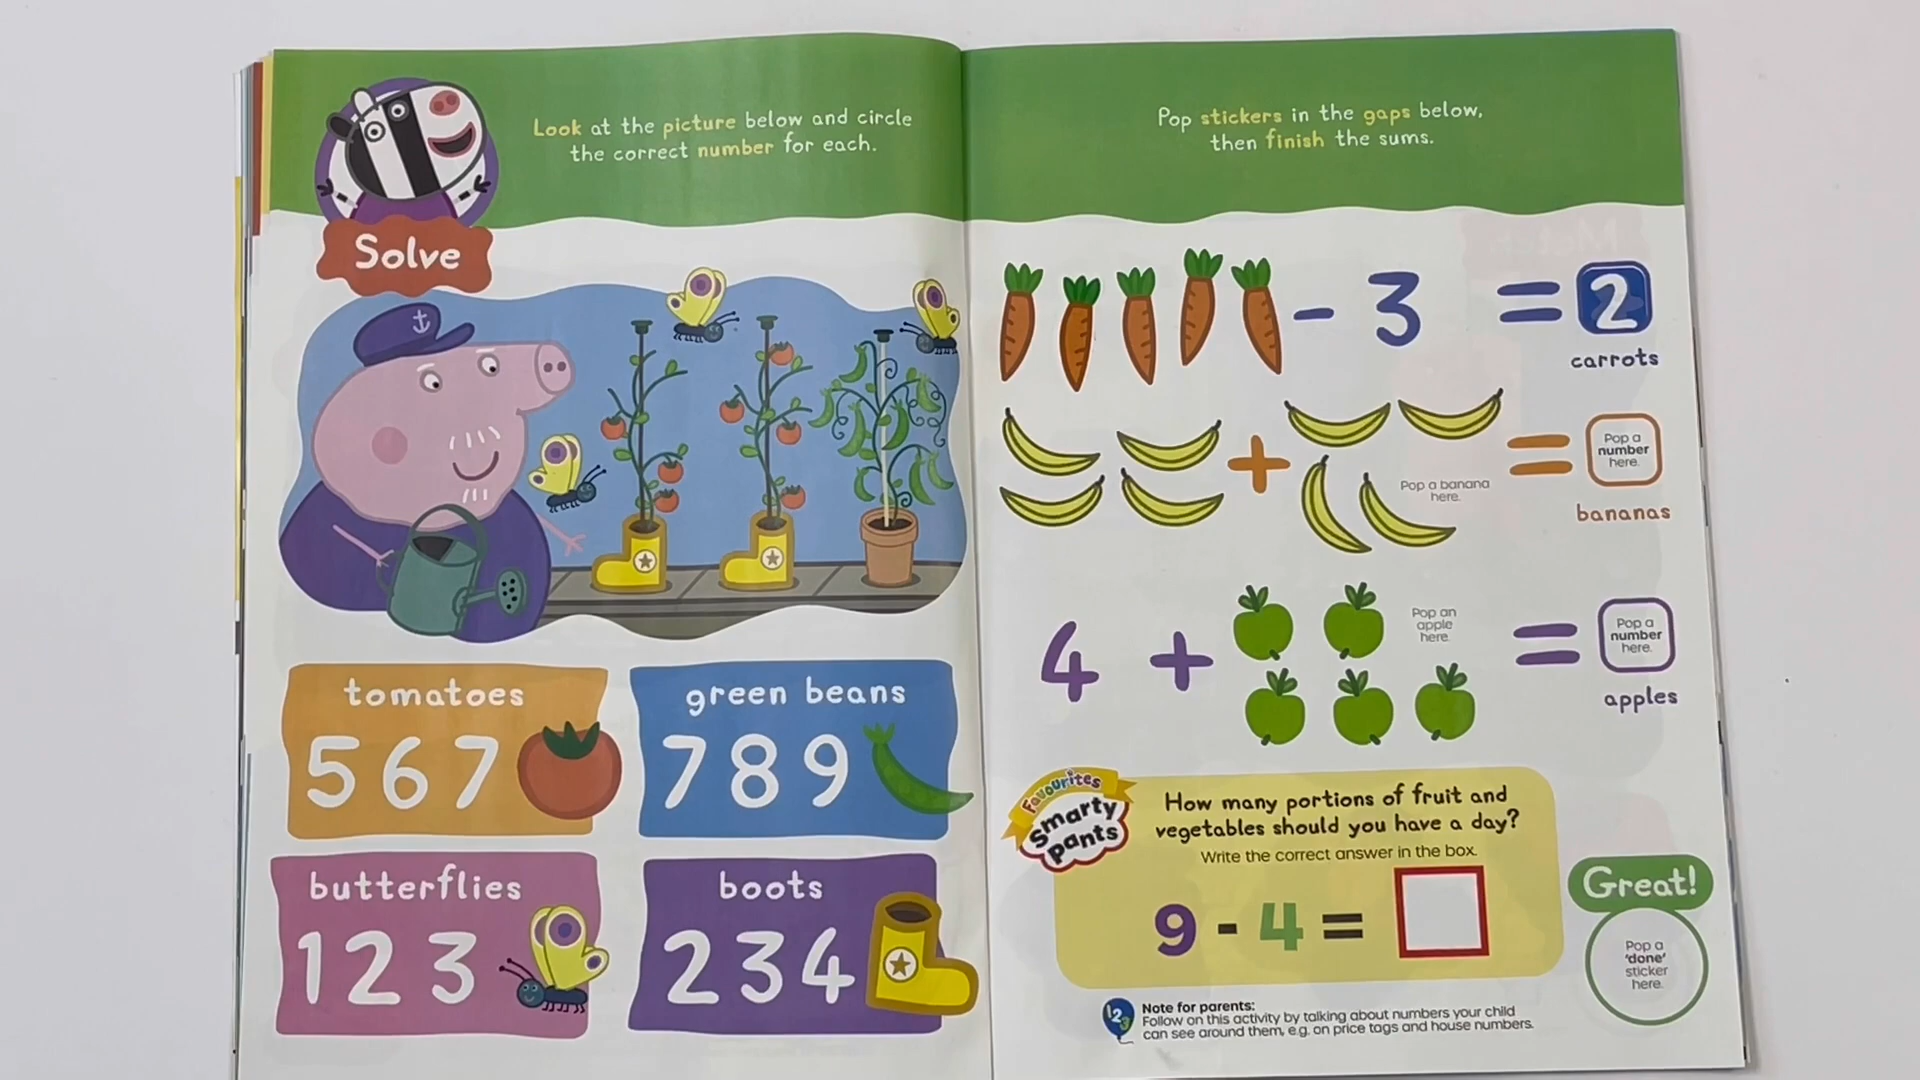 Look at the picture below and circle
the correct number for each.
Solve
tomatoes
5 6 7
green beans
7 8 9
butterflies
1 2 3
boots
2 3 4
Pop stickers in the gaps below,
then finish the sums.
- 3 = 2
carrots
+
Pop a banana
here.
=
Pop a
number
here.
bananas
4 +
Pop an
apple
here.
=
Pop a
number
here.
apples
Favourites
Smarty
pants
How many portions of fruit and
vegetables should you have a day?
Write the correct answer in the box.
9 - 4 =
Great!
Pop a
'done'
sticker
here.
123
Note for parents:
Follow on this activity by talking about numbers your child
can see around them, e.g. on price tags and house numbers.